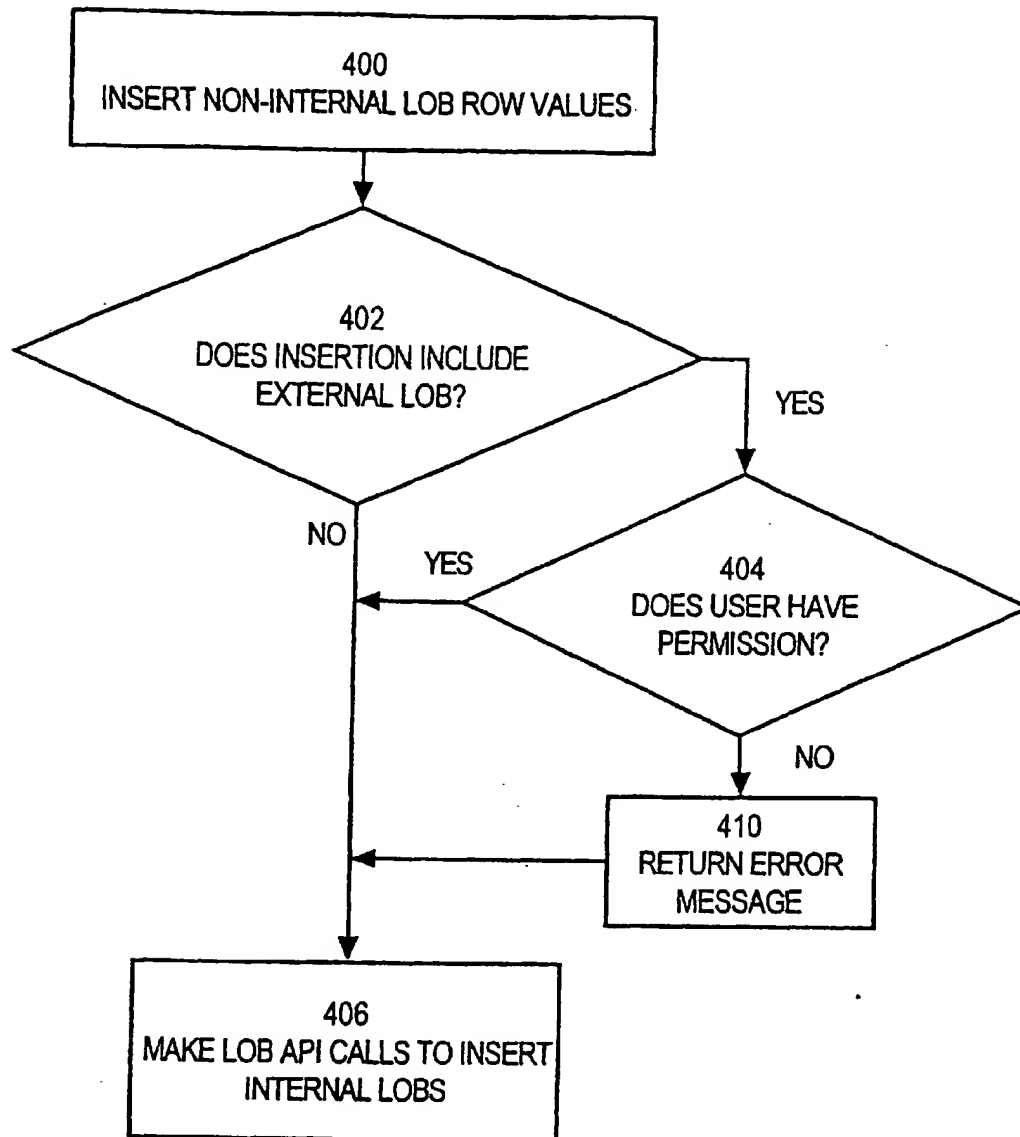 400
INSERT NON-INTERNAL LOB ROW VALUES
402
DOES INSERTION INCLUDE
EXTERNAL LOB?
YES
NO
YES
404
DOES USER HAVE
PERMISSION?
NO
410
RETURN ERROR
MESSAGE
406
MAKE LOB API CALLS TO INSERT
INTERNAL LOBS